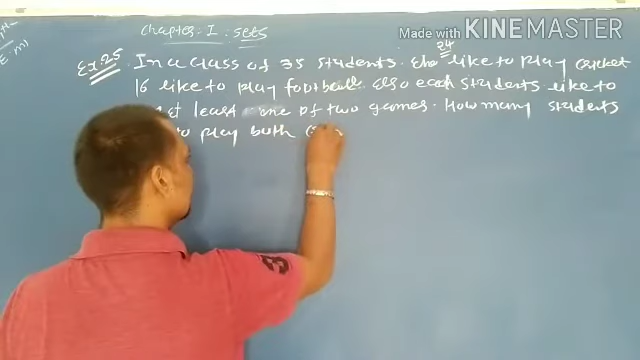 Made with KINEMASTER
Chapter: I. sets
24
Ex. 25 In a class of 35 students. like to play cricket
16 like to play football also each students like to
at least one of two games. How many students
to play both